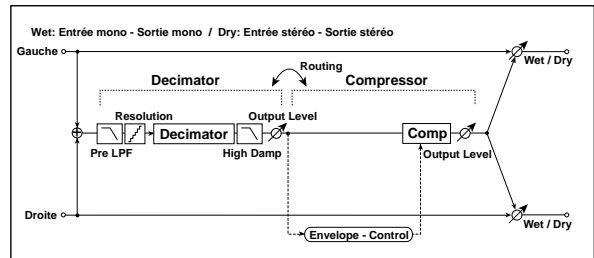 Wet: Entrée mono - Sortie mono / Dry: Entrée stéréo - Sortie stéréo
Gauche
Wet / Dry
Routing
Decimator
Compressor
Resolution
Output Level
Decimator
Comp
Pre LPF
High Damp
Output Level
Droite
Wet / Dry
Envelope - Control